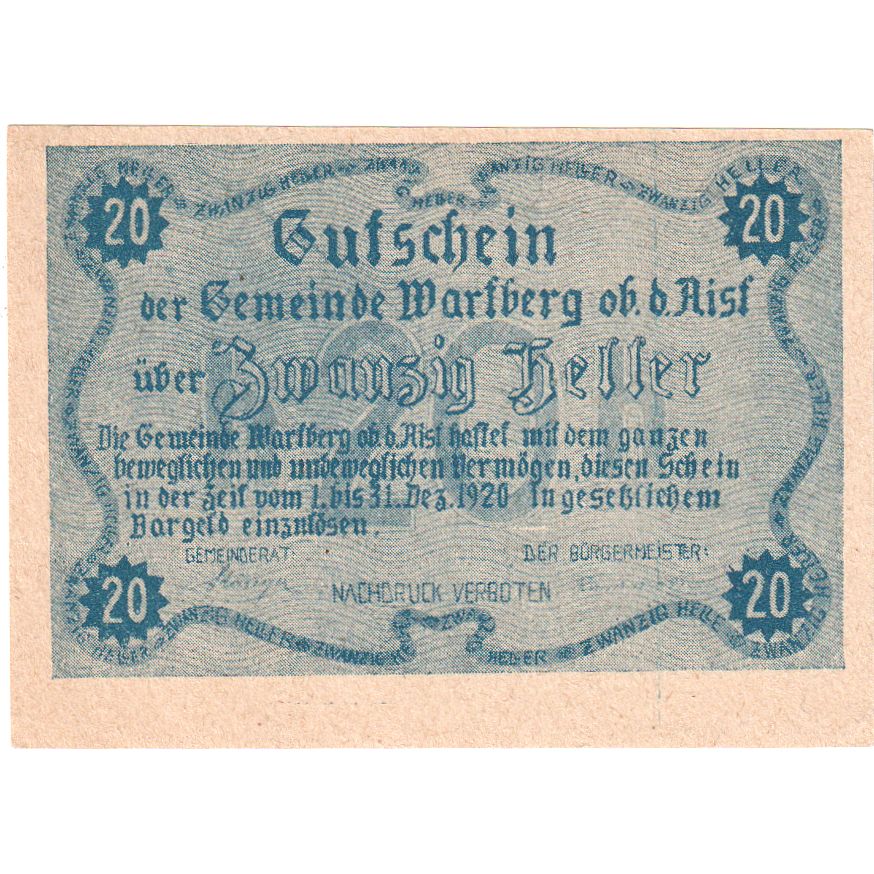 20 20
Gutschein
der Gemeinde Wartberg ob. d. Aist
über Zwanzig Heller
Die Gemeinde Wartberg ob d. Aist haftet mit dem ganzen
beweglichen und unbeweglichen Vermögen, diesen Schein
in der Zeit vom 1. bis 31. Dez. 1920 In gesetzlichem
Bargeld einzulösen.
GEMEINDERAT: DER BÜRGERMEISTER:
NACHDRUCK VERBOTEN
20 20
ZWANZIG HELLER ZWANZIG HELLER